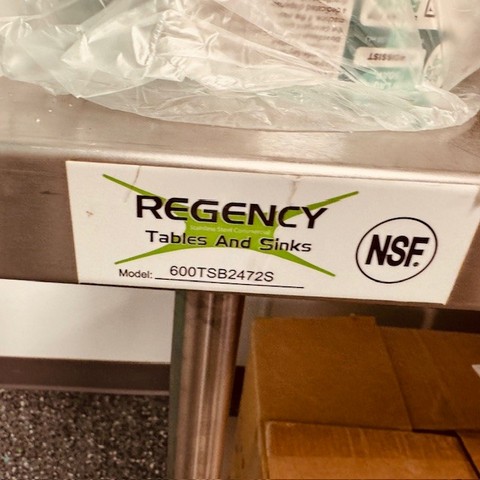 REGENCY
Stainless Steel Commercial
Tables And Sinks
NSF.
Model: 600TSB2472S